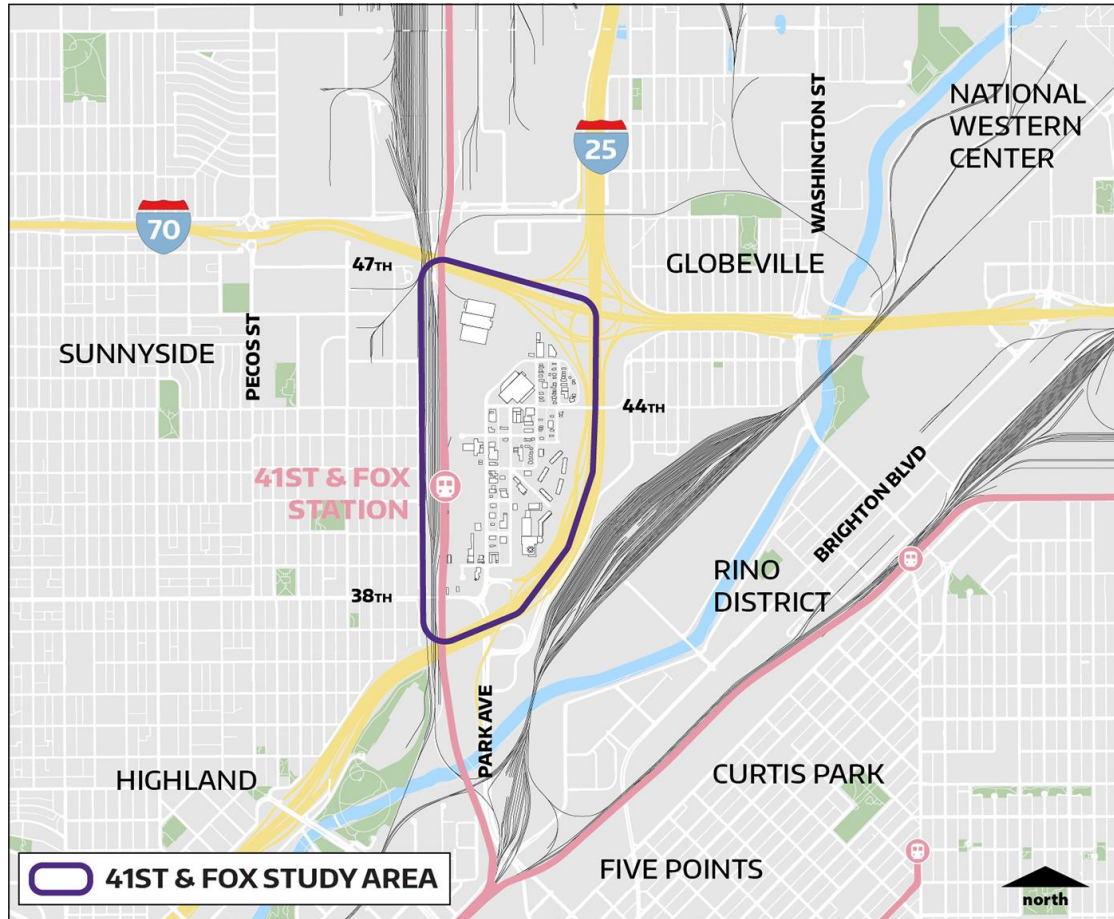 NATIONAL
WESTERN
CENTER
WASHINGTON ST
25
70
47TH
GLOBEVILLE
SUNNYSIDE
PECOS ST
44TH
41ST & FOX
STATION
BRIGHTON BLVD
RINO
DISTRICT
38TH
PARK AVE
HIGHLAND
CURTIS PARK
FIVE POINTS
41ST & FOX STUDY AREA
north